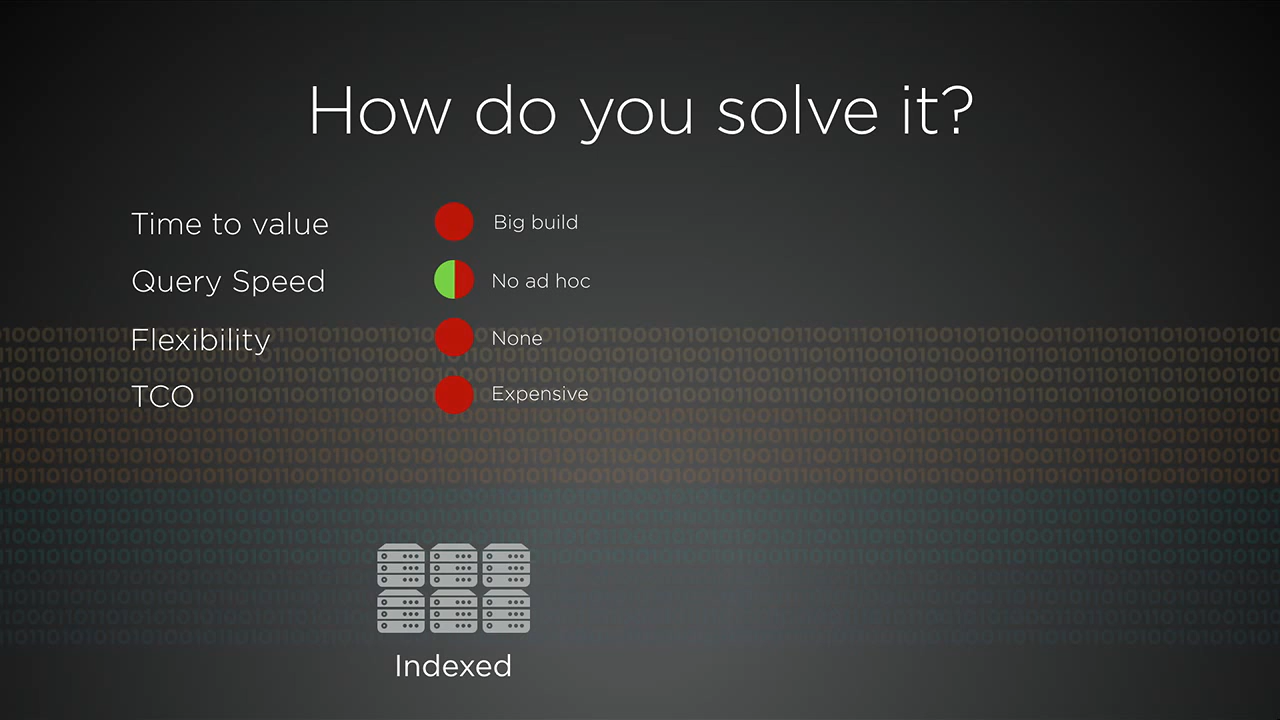 How do you solve it?
Time to value
Big build
Query Speed
No ad hoc
Flexibility
None
TCO
Expensive
Indexed